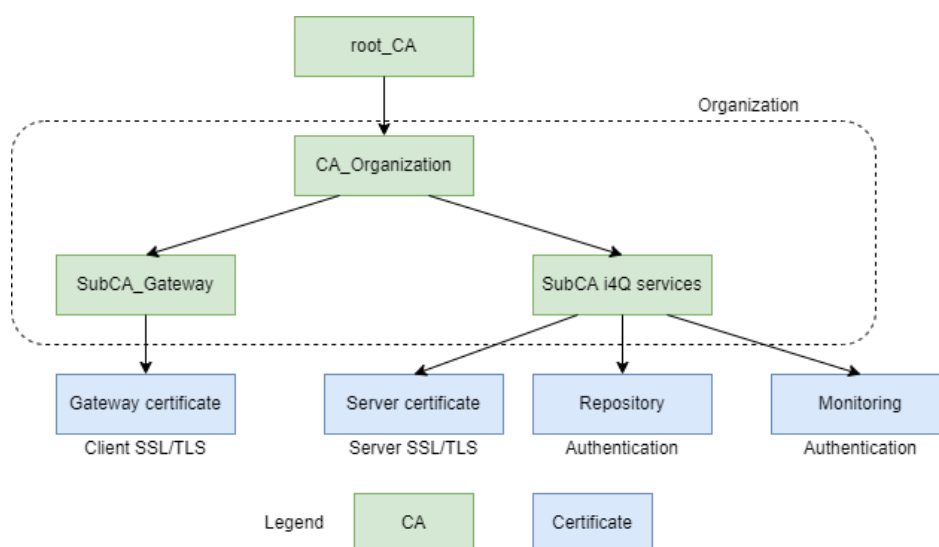 root_CA
Organization
CA_Organization
SubCA_Gateway
SubCA i4Q services
Gateway certificate
Server certificate
Repository
Monitoring
Client SSL/TLS
Server SSL/TLS
Authentication
Authentication
Legend
CA
Certificate